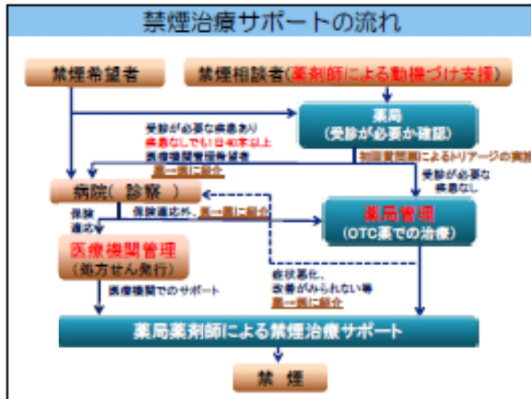 禁煙治療サポートの流れ
禁煙希望者
禁煙相談者(薬剤師による動機づけ支援)
薬局
(受診が必要か確認)
受診が必要な疾患あり
疾患なしでも1日40本以上
医療機関管理希望者
薬→医に紹介
初回質問票によるトリアージの実施
受診が必要な
疾患なし
病院(診察)
保険
適応
保険適応外、医→薬に紹介
薬局管理
(OTC薬での治療)
医療機関管理
(処方せん発行)
医療機関でのサポート
症状悪化、
改善がみられない等
薬→医に紹介
薬局薬剤師による禁煙治療サポート
禁 煙